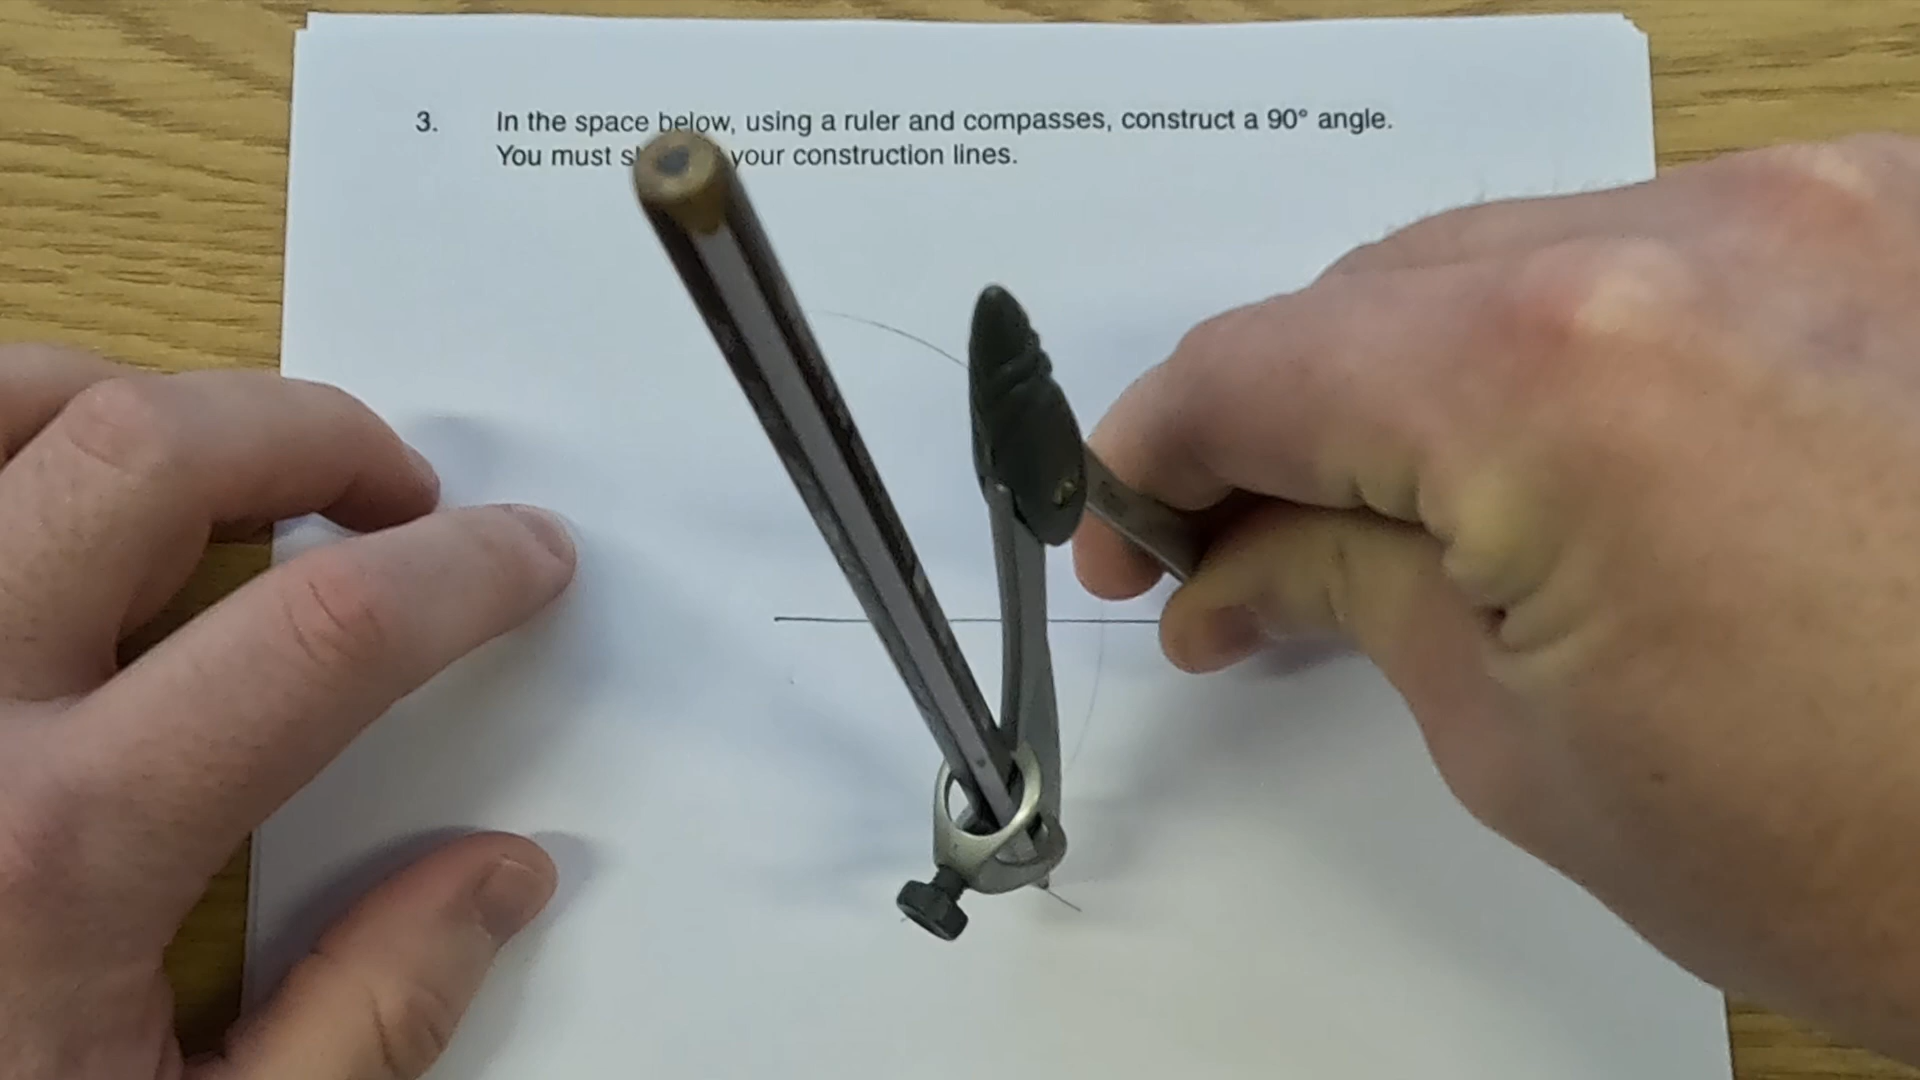 3. In the space below, using a ruler and compasses, construct a 90° angle.
You must your construction lines.